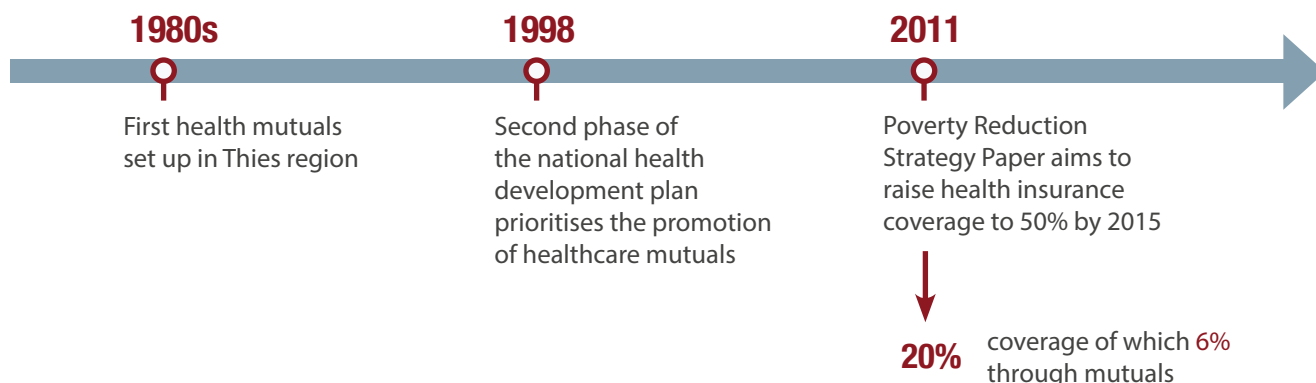 1980s
First health mutuals
set up in Thies region
1998
Second phase of
the national health
development plan
prioritises the promotion
of healthcare mutuals
2011
Poverty Reduction
Strategy Paper aims to
raise health insurance
coverage to 50% by 2015
20%
coverage of which 6%
through mutuals